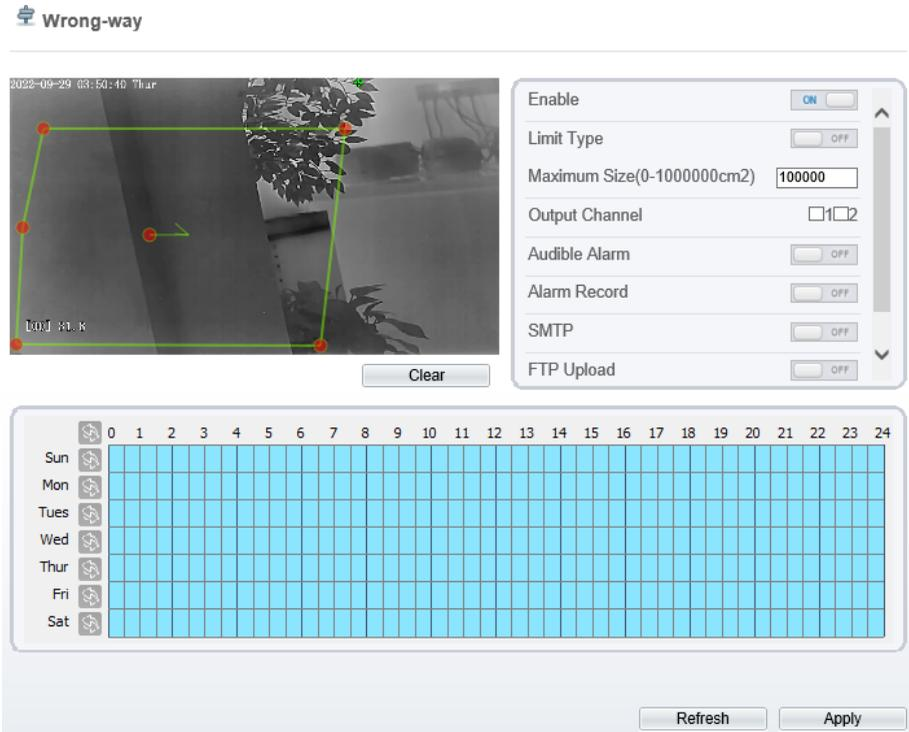 Wrong-way
2022-09-29 03:50:40 Thur
Enable ON
Limit Type OFF
Maximum Size(0-1000000cm2) 100000
Output Channel 1 2
Audible Alarm OFF
Alarm Record OFF
SMTP OFF
FTP Upload OFF
Clear
0 1 2 3 4 5 6 7 8 9 10 11 12 13 14 15 16 17 18 19 20 21 22 23 24
Sun
Mon
Tues
Wed
Thur
Fri
Sat
Refresh Apply